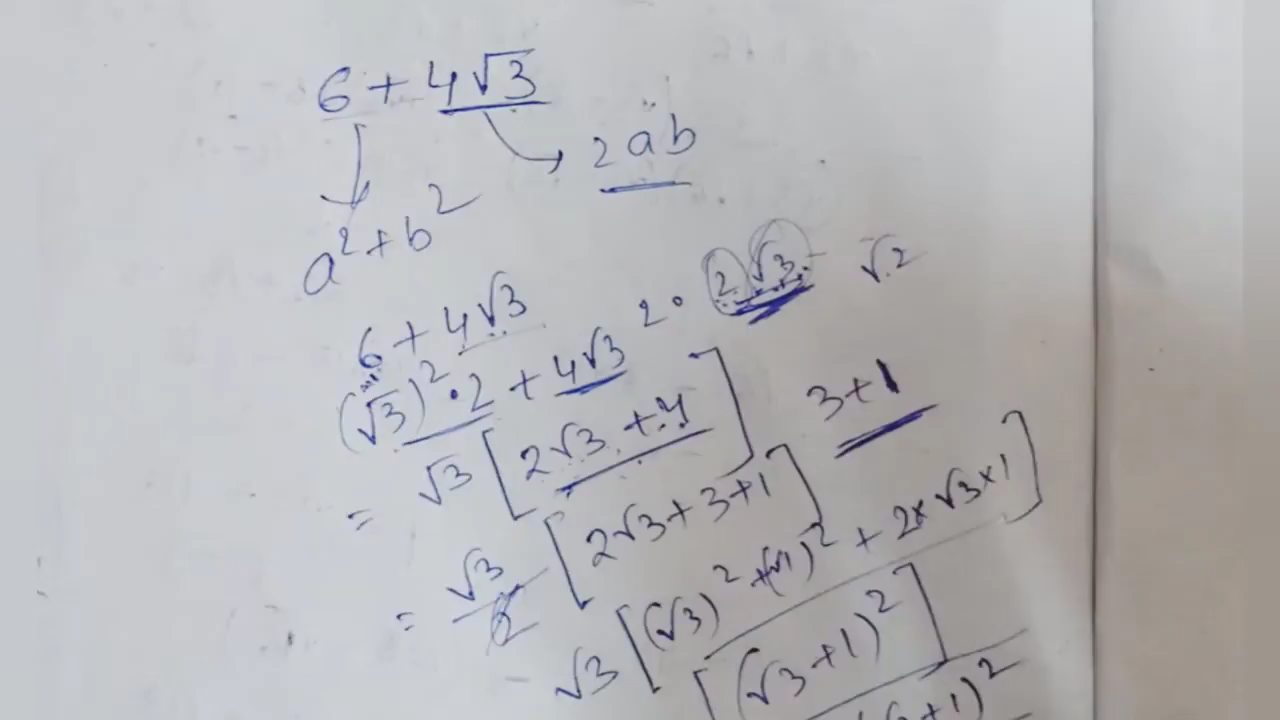 6 + 4√3
2ab
a² + b²
6 + 4√3
(√3)² · 2 + 4√3 2 · 2 √3 √2
√3 [2√3 + 4] 3+1
= √3 [2√3 + 3 + 1]
=
√3 [(√3)² + (√1)² + 2×√3×1]
[(√3 + 1)²]
+1)²